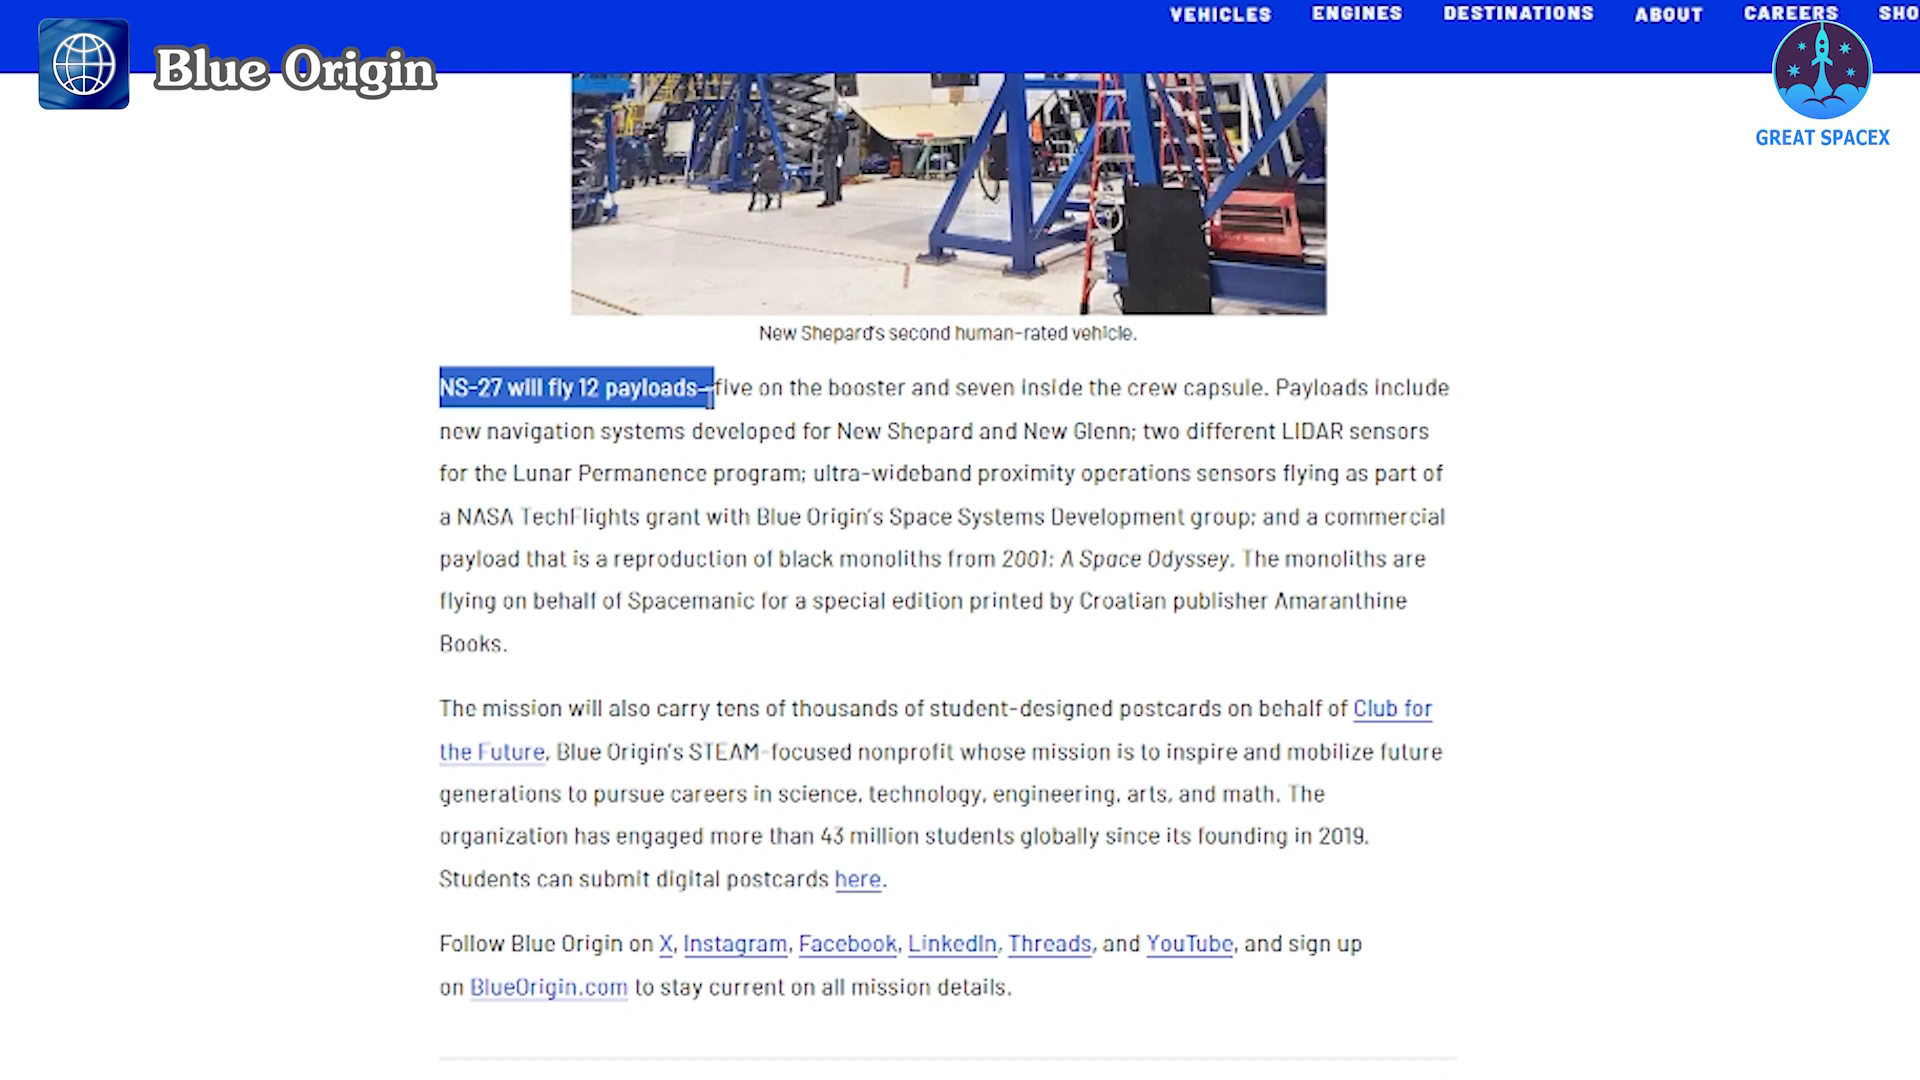 VEHICLES ENGINES DESTINATIONS ABOUT CAREERS SHO
Blue Origin
GREAT SPACEX
New Shepard's second human-rated vehicle.
NS-27 will fly 12 payloads—five on the booster and seven inside the crew capsule. Payloads include
new navigation systems developed for New Shepard and New Glenn; two different LIDAR sensors
for the Lunar Permanence program; ultra-wideband proximity operations sensors flying as part of
a NASA TechFlights grant with Blue Origin's Space Systems Development group; and a commercial
payload that is a reproduction of black monoliths from 2001: A Space Odyssey. The monoliths are
flying on behalf of Spacemanic for a special edition printed by Croatian publisher Amaranthine
Books.
The mission will also carry tens of thousands of student-designed postcards on behalf of Club for
the Future, Blue Origin's STEAM-focused nonprofit whose mission is to inspire and mobilize future
generations to pursue careers in science, technology, engineering, arts, and math. The
organization has engaged more than 43 million students globally since its founding in 2019.
Students can submit digital postcards here.
Follow Blue Origin on X, Instagram, Facebook, LinkedIn, Threads, and YouTube, and sign up
on BlueOrigin.com to stay current on all mission details.